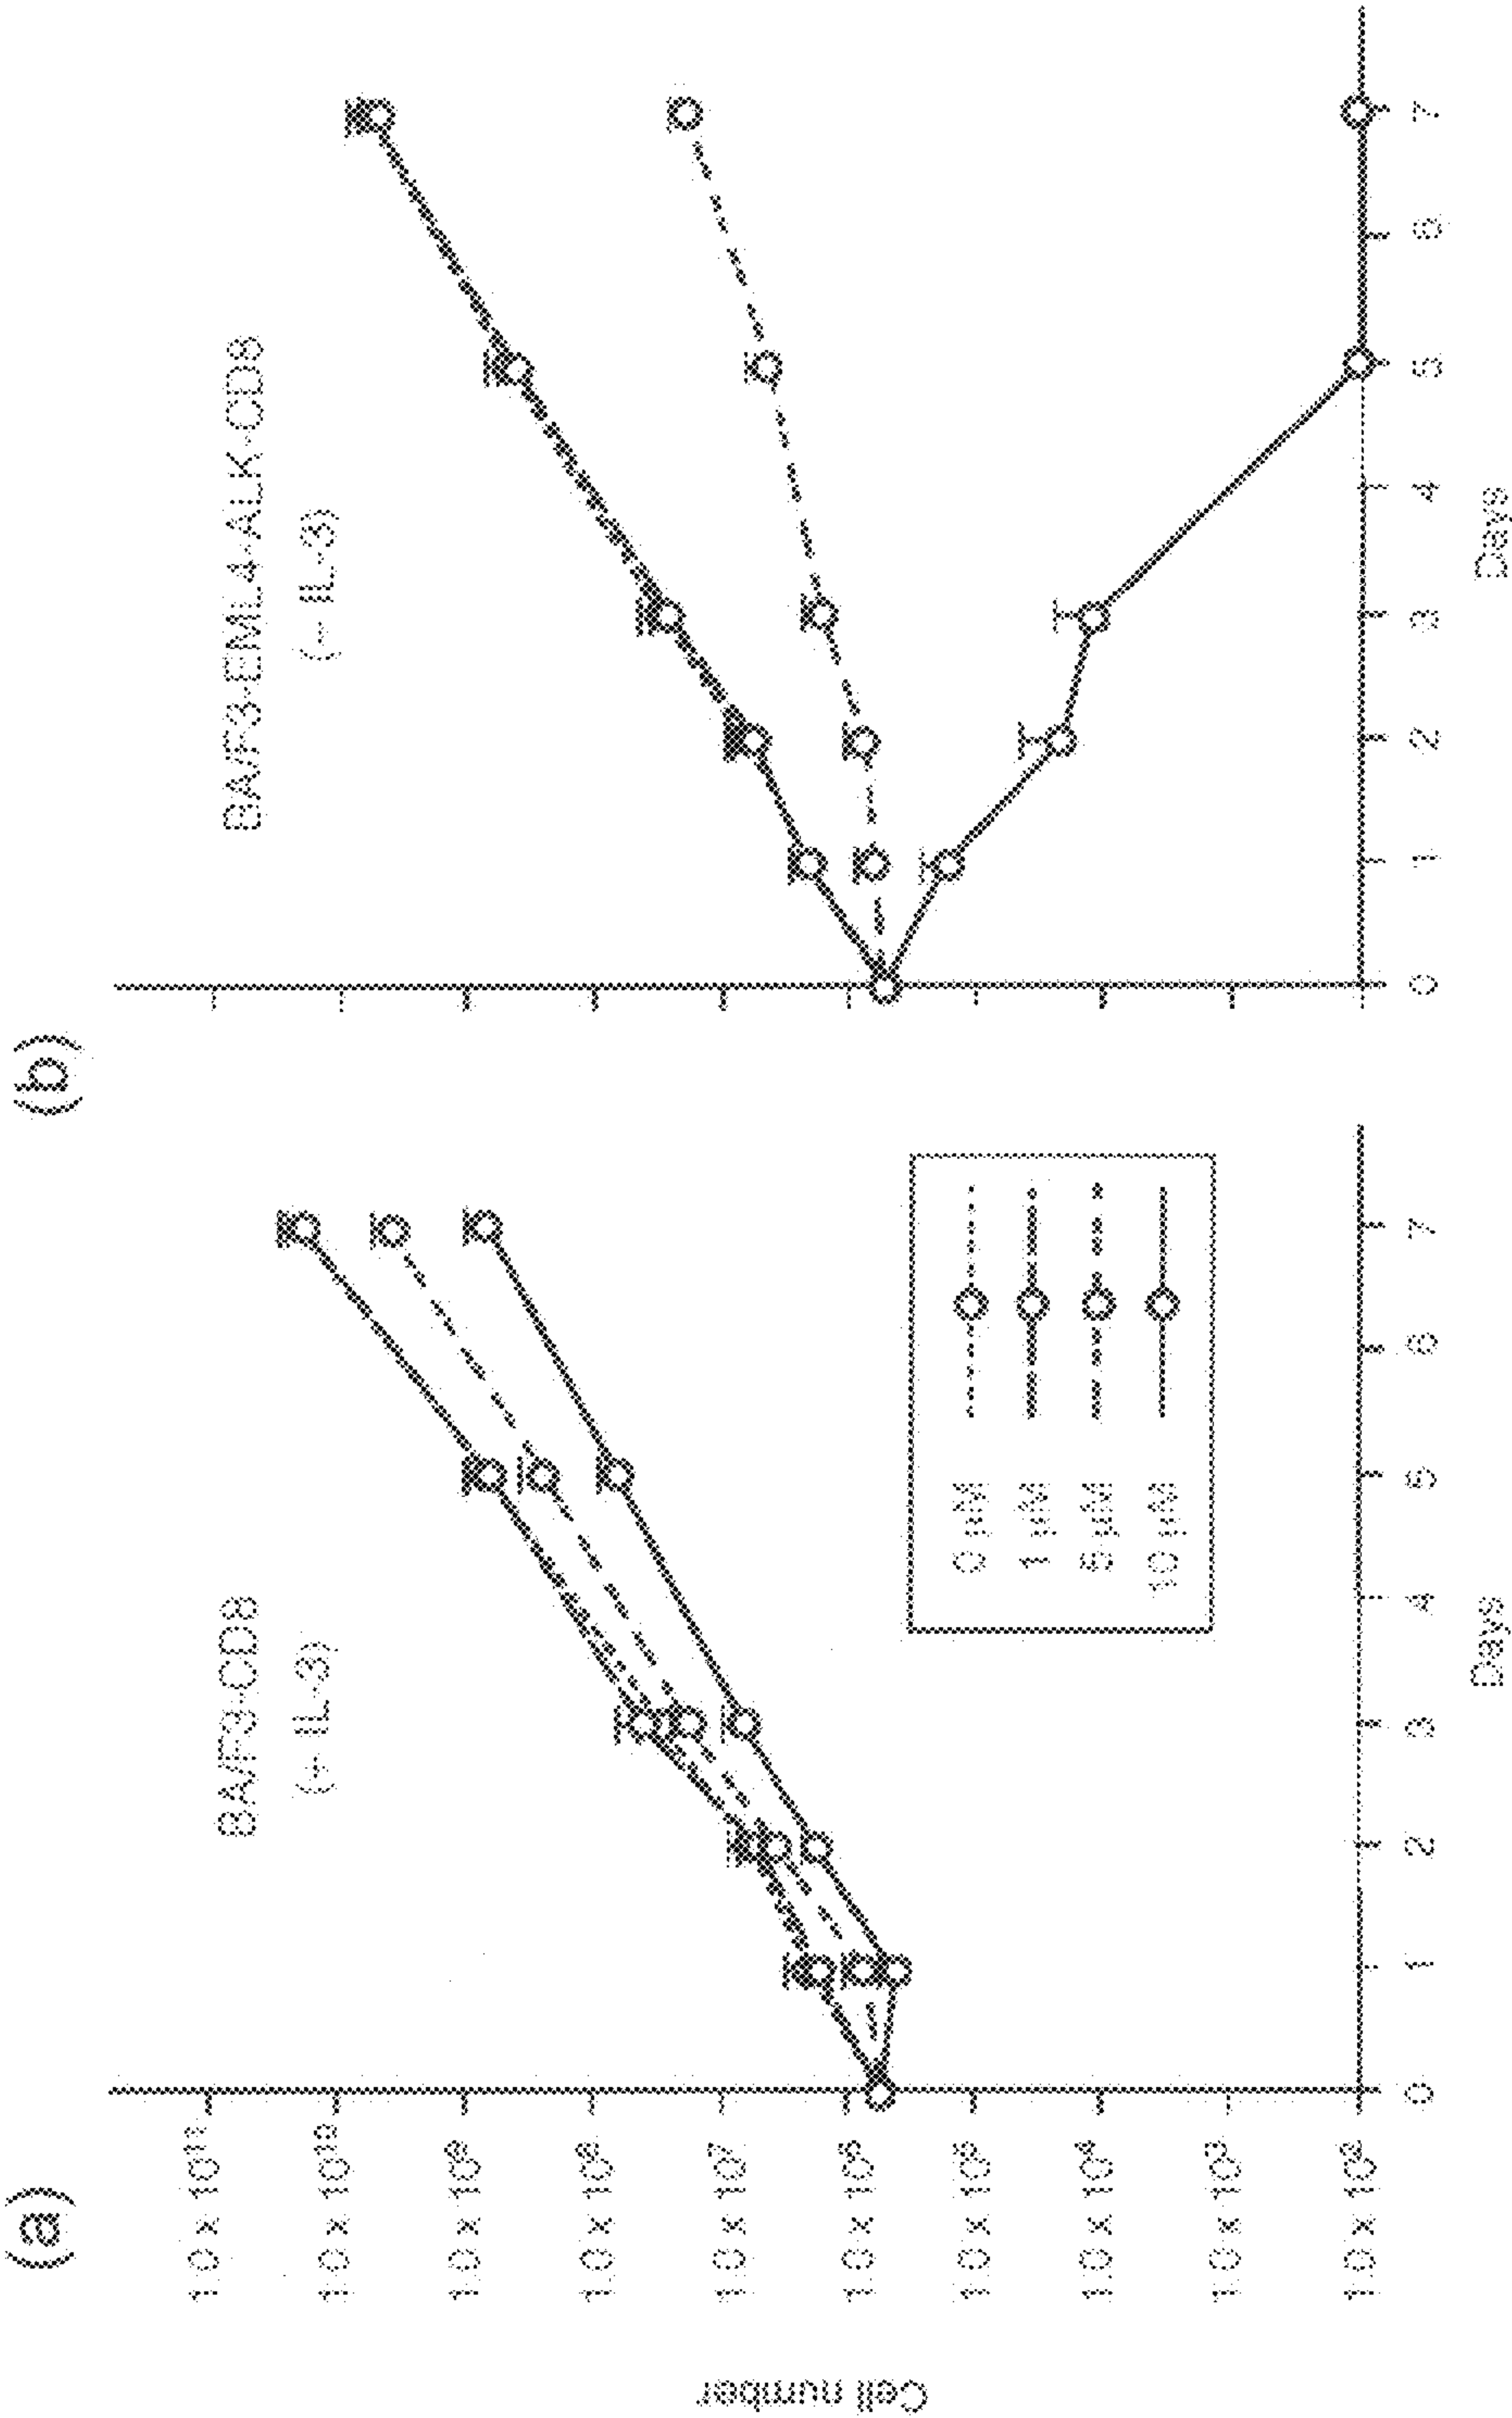 (a)
BA/F3-CD8
(+ IL-3)
Cell number
1.0 x 10¹¹
1.0 x 10¹⁰
1.0 x 10⁹
1.0 x 10⁸
1.0 x 10⁷
1.0 x 10⁶
1.0 x 10⁵
1.0 x 10⁴
1.0 x 10³
1.0 x 10²
0 µM
1 µM
5 µM
10 µM
0 1 2 3 4 5 6 7
Days
(b)
BA/F3-EML4-ALK-CD8
(- IL-3)
0 1 2 3 4 5 6 7
Days